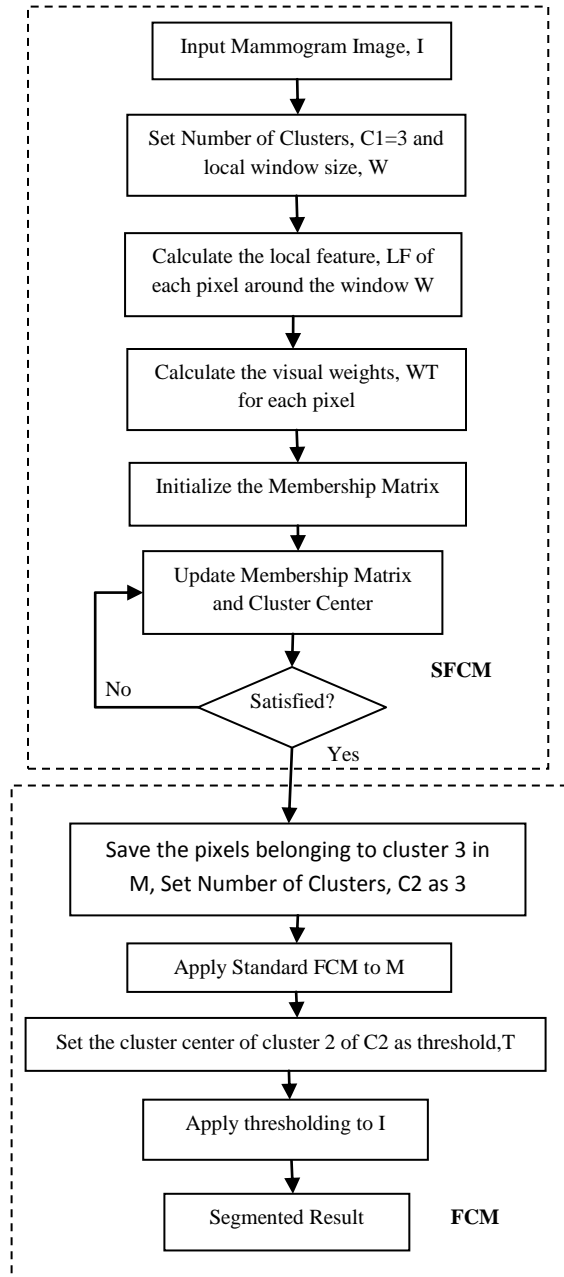 Input Mammogram Image, I
Set Number of Clusters, C1=3 and
local window size, W
Calculate the local feature, LF of
each pixel around the window W
Calculate the visual weights, WT
for each pixel
Initialize the Membership Matrix
Update Membership Matrix
and Cluster Center
SFCM
No
Satisfied?
Yes
Save the pixels belonging to cluster 3 in
M, Set Number of Clusters, C2 as 3
Apply Standard FCM to M
Set the cluster center of cluster 2 of C2 as threshold,T
Apply thresholding to I
Segmented Result
FCM